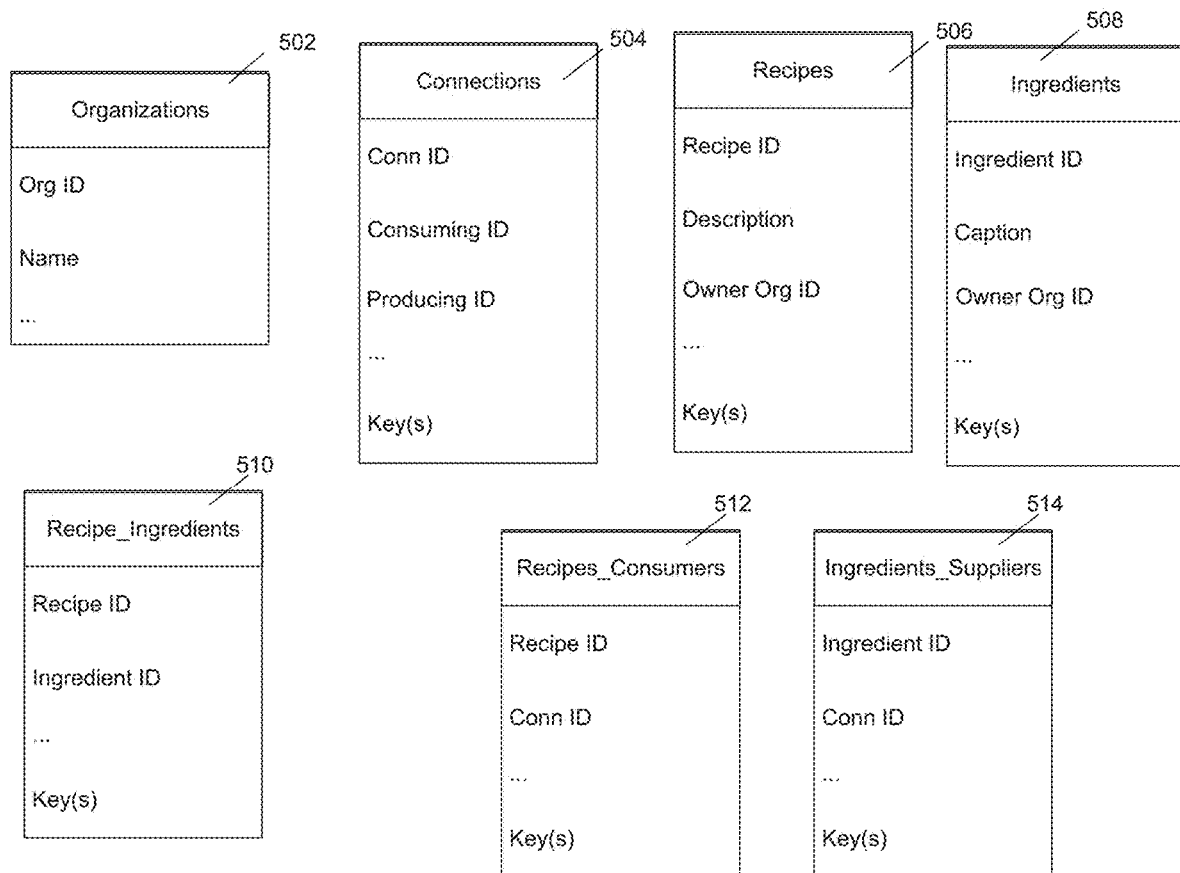 502
Organizations
Org ID
Name
...
504
Connections
Conn ID
Consuming ID
Producing ID
...
Key(s)
506
Recipes
Recipe ID
Description
Owner Org ID
...
Key(s)
508
Ingredients
Ingredient ID
Caption
Owner Org ID
...
Key(s)
510
Recipe_Ingredients
Recipe ID
Ingredient ID
...
Key(s)
512
Recipes_Consumers
Recipe ID
Conn ID
...
Key(s)
514
Ingredients_Suppliers
Ingredient ID
Conn ID
...
Key(s)